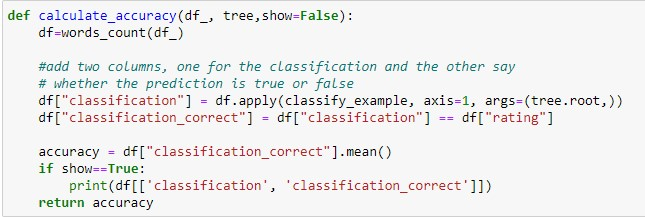 def calculate_accuracy(df_, tree,show=False):
    df=words_count(df_)

    #add two columns, one for the classification and the other say
    # whether the prediction is true or false
    df["classification"] = df.apply(classify_example, axis=1, args=(tree.root,))
    df["classification_correct"] = df["classification"] == df["rating"]

    accuracy = df["classification_correct"].mean()
    if show==True:
        print(df[['classification', 'classification_correct']])
    return accuracy